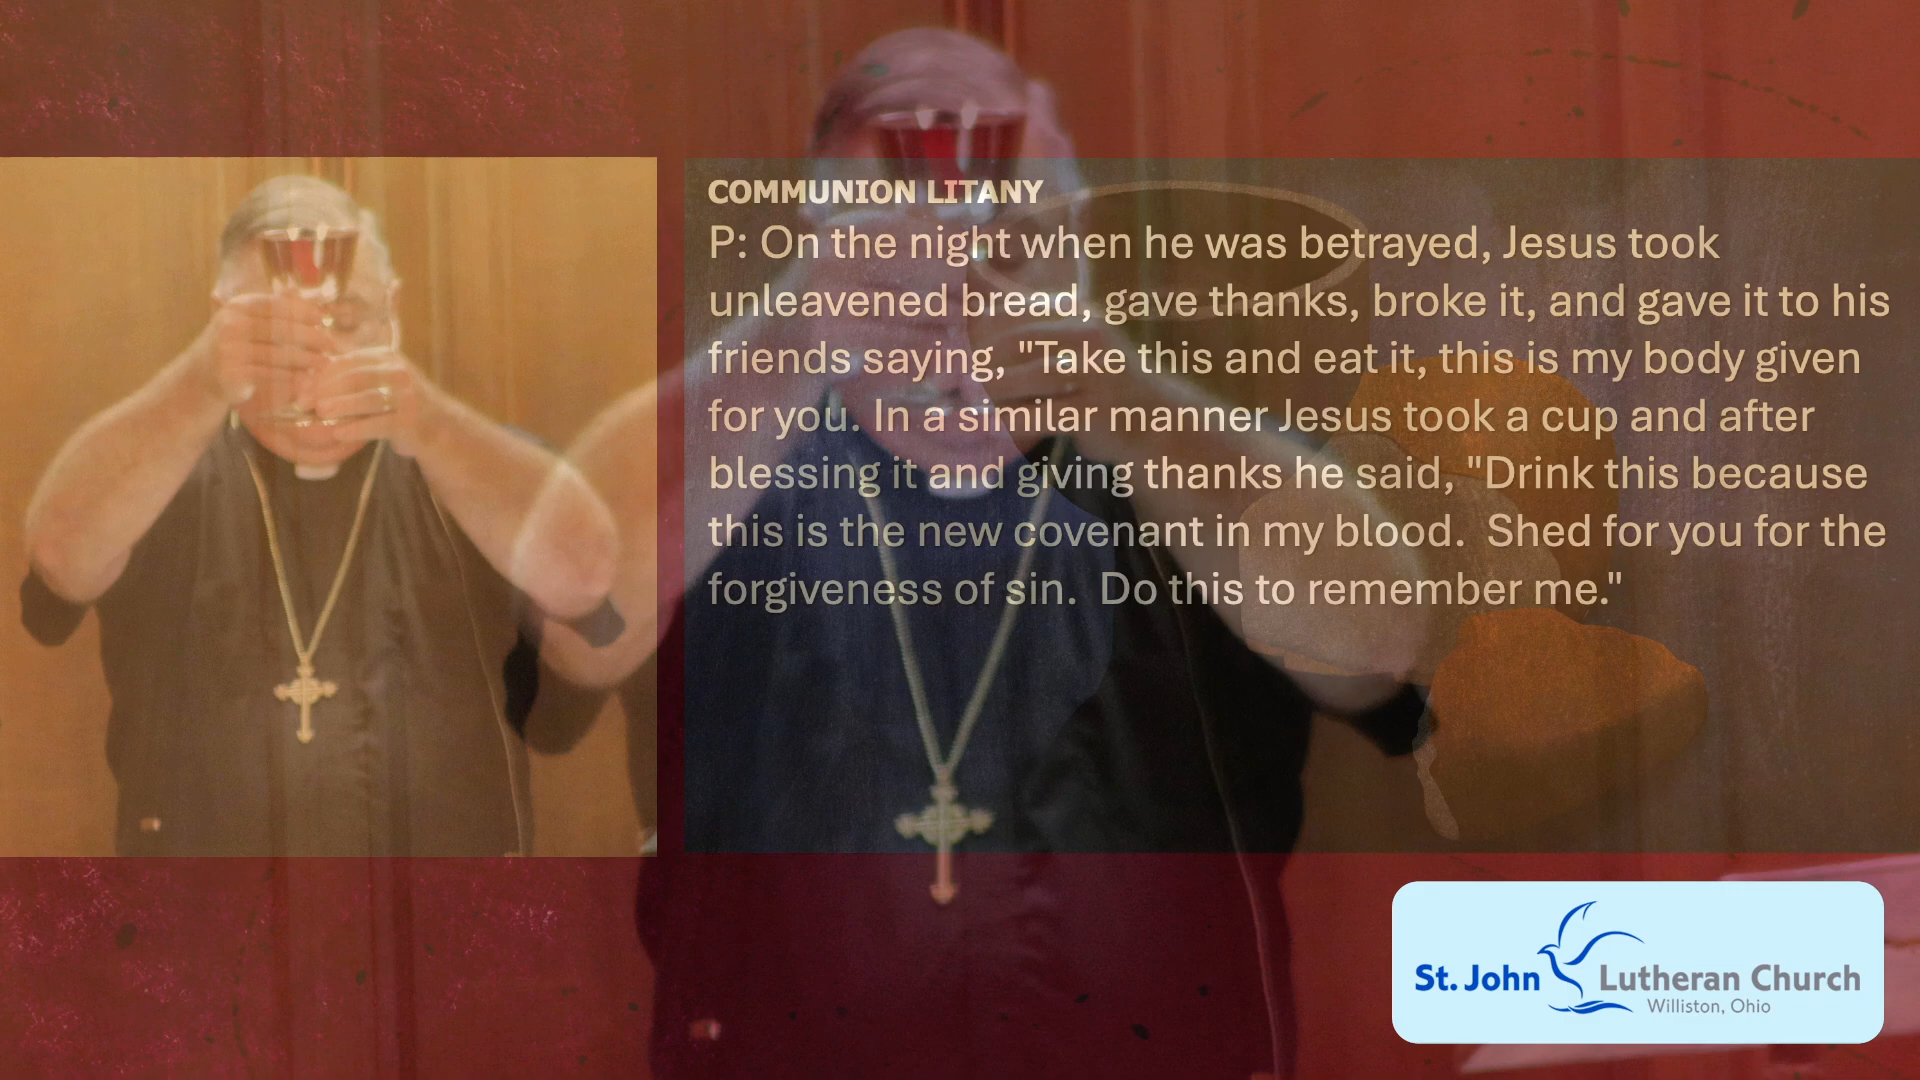 COMMUNION LITANY
P: On the night when he was betrayed, Jesus took
unleavened bread, gave thanks, broke it, and gave it to his
friends saying, "Take this and eat it, this is my body given
for you. In a similar manner Jesus took a cup and after
blessing it and giving thanks he said, "Drink this because
this is the new covenant in my blood.  Shed for you for the
forgiveness of sin.  Do this to remember me."
St. John Lutheran Church
Williston, Ohio